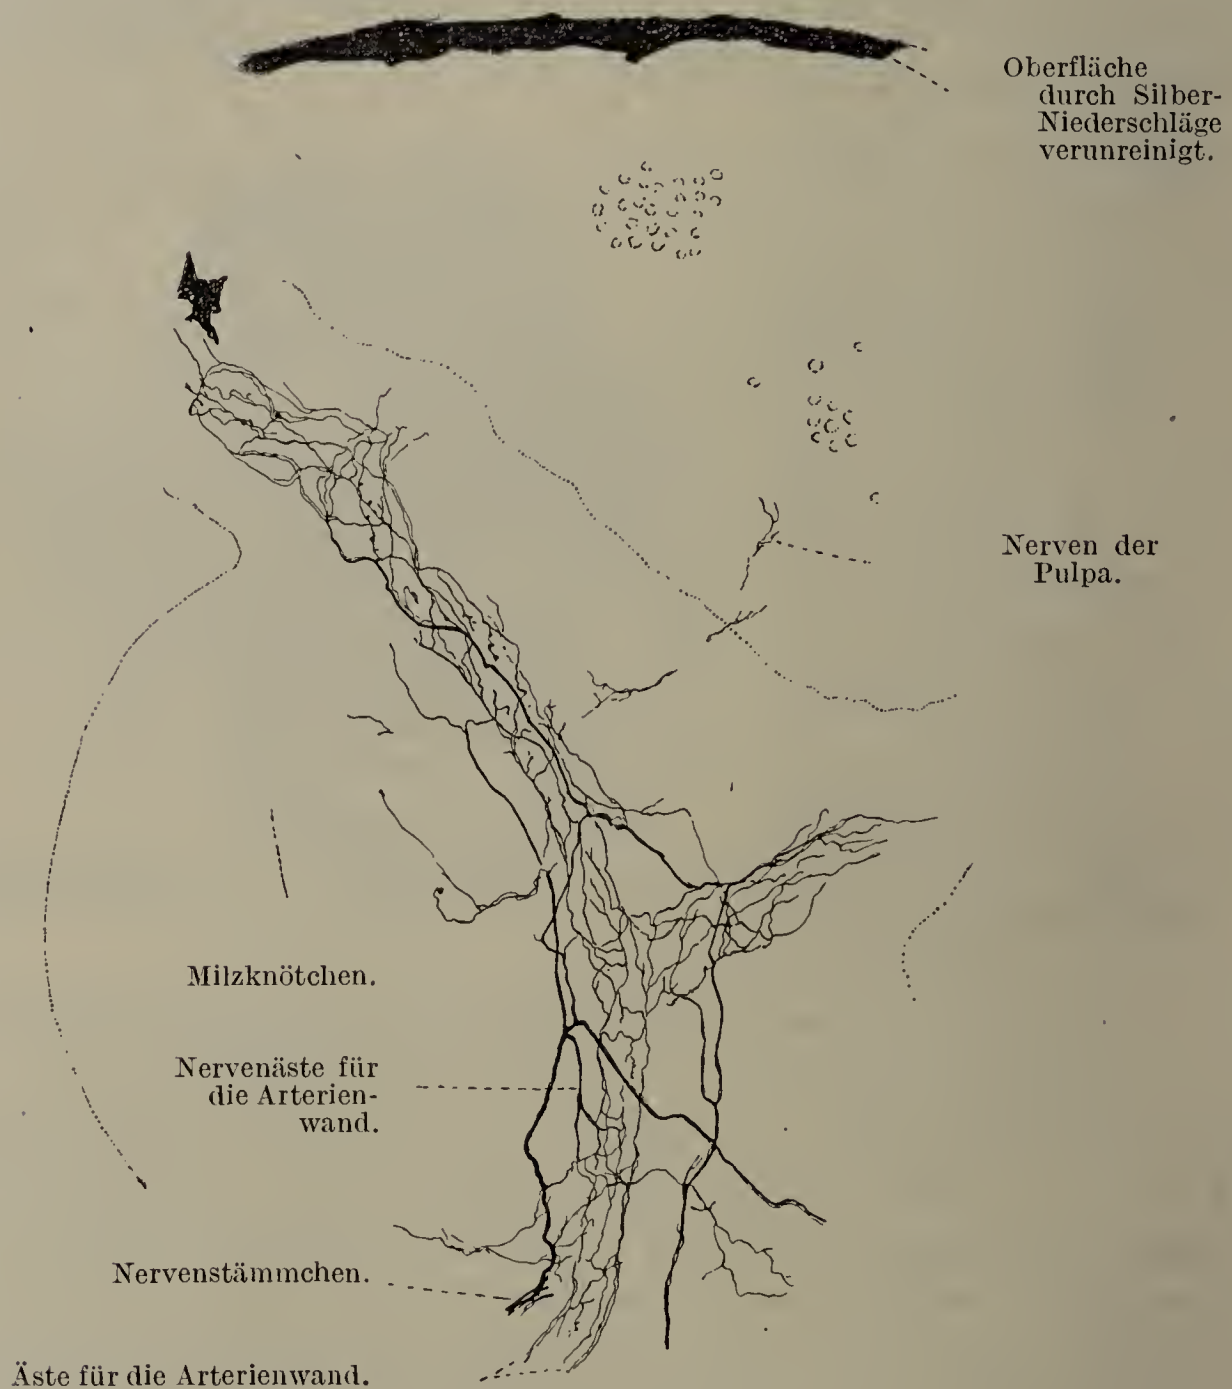 Oberfläche
durch Silber-
Niederschläge
verunreinigt.
Nerven der
Pulpa.
Milzknötchen.
Nervenäste für
die Arterien-
wand.
Nervenstämmchen.
Äste für die Arterienwand.